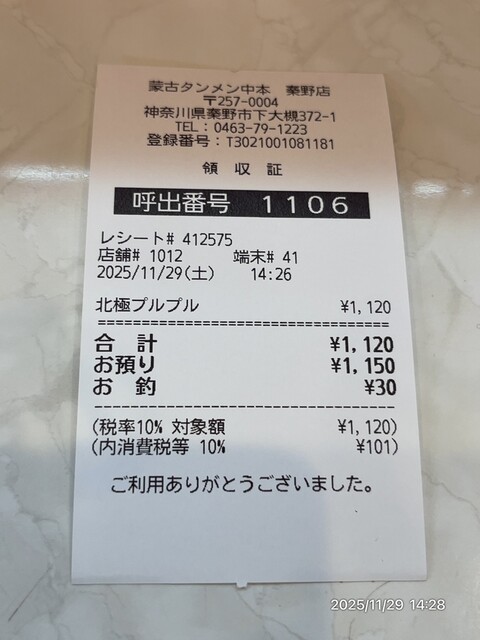 蒙古タンメン中本　秦野店
〒257-0004
神奈川県秦野市下大槻372-1
TEL：0463-79-1223
登録番号：T3021001081181
領　収　証
呼出番号　１１０６
レシート# 412575
店舗# 1012　端末# 41
2025/11/29(土)　14:26
北極プルプル　¥1,120
===================================
合　計　¥1,120
お預り　¥1,150
お　釣　¥30
-----------------------------------
(税率10% 対象額　¥1,120)
(内消費税等 10%　¥101)
ご利用ありがとうございました。
2025/11/29 14:28